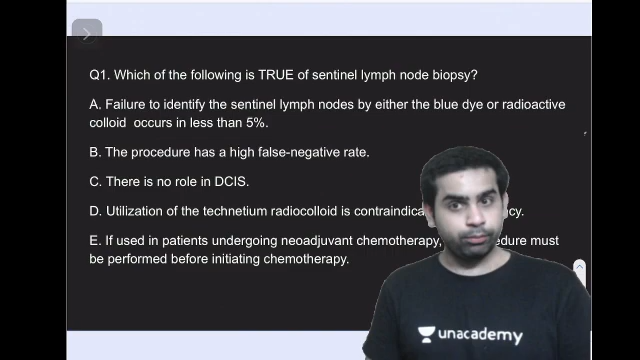 Q1. Which of the following is TRUE of sentinel lymph node biopsy?
A. Failure to identify the sentinel lymph nodes by either the blue dye or radioactive
colloid occurs in less than 5%.
B. The procedure has a high false-negative rate.
C. There is no role in DCIS.
D. Utilization of the technetium radiocolloid is
E. If used in patients undergoing neoadjuvant chemotherapy, must
be performed before initiating chemotherapy.
unacademy